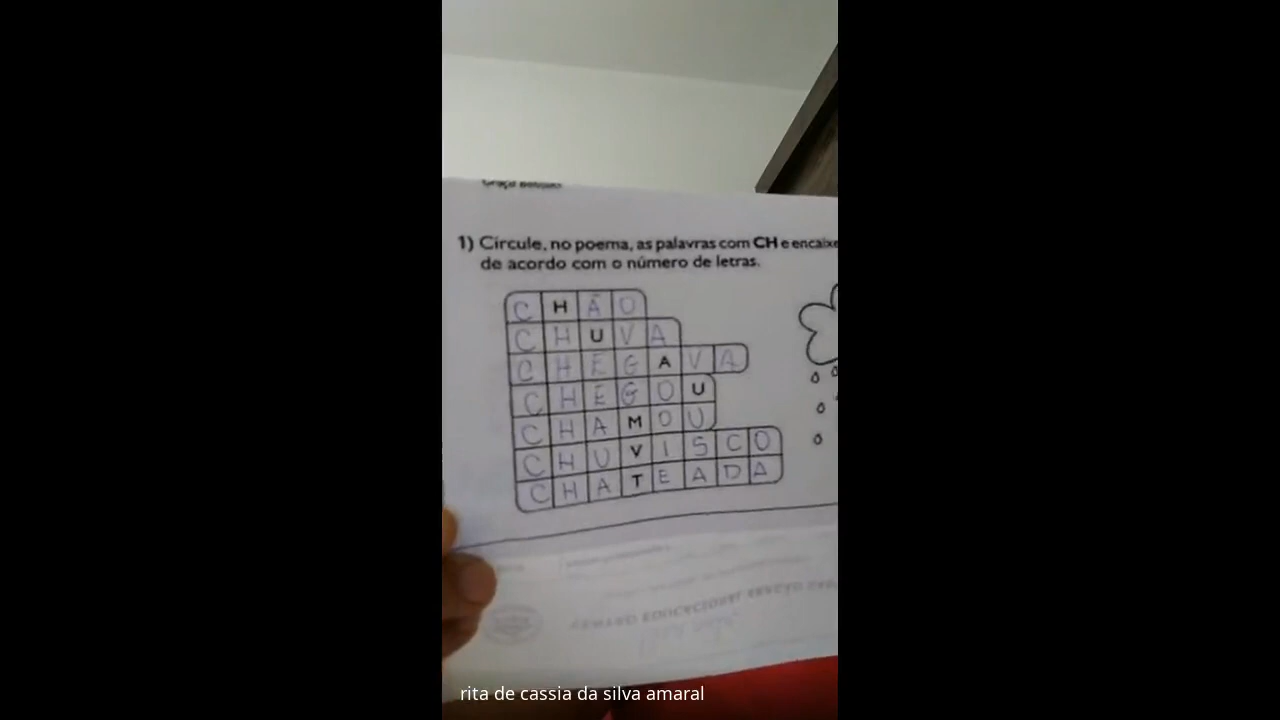 1) Circule, no poema, as palavras com CH e encaixe
de acordo com o número de letras.
CHÃO
CHUVA
CHEGAVA
CHEGOU
CHAMOU
CHUVISCO
CHATEADA
rita de cassia da silva amaral